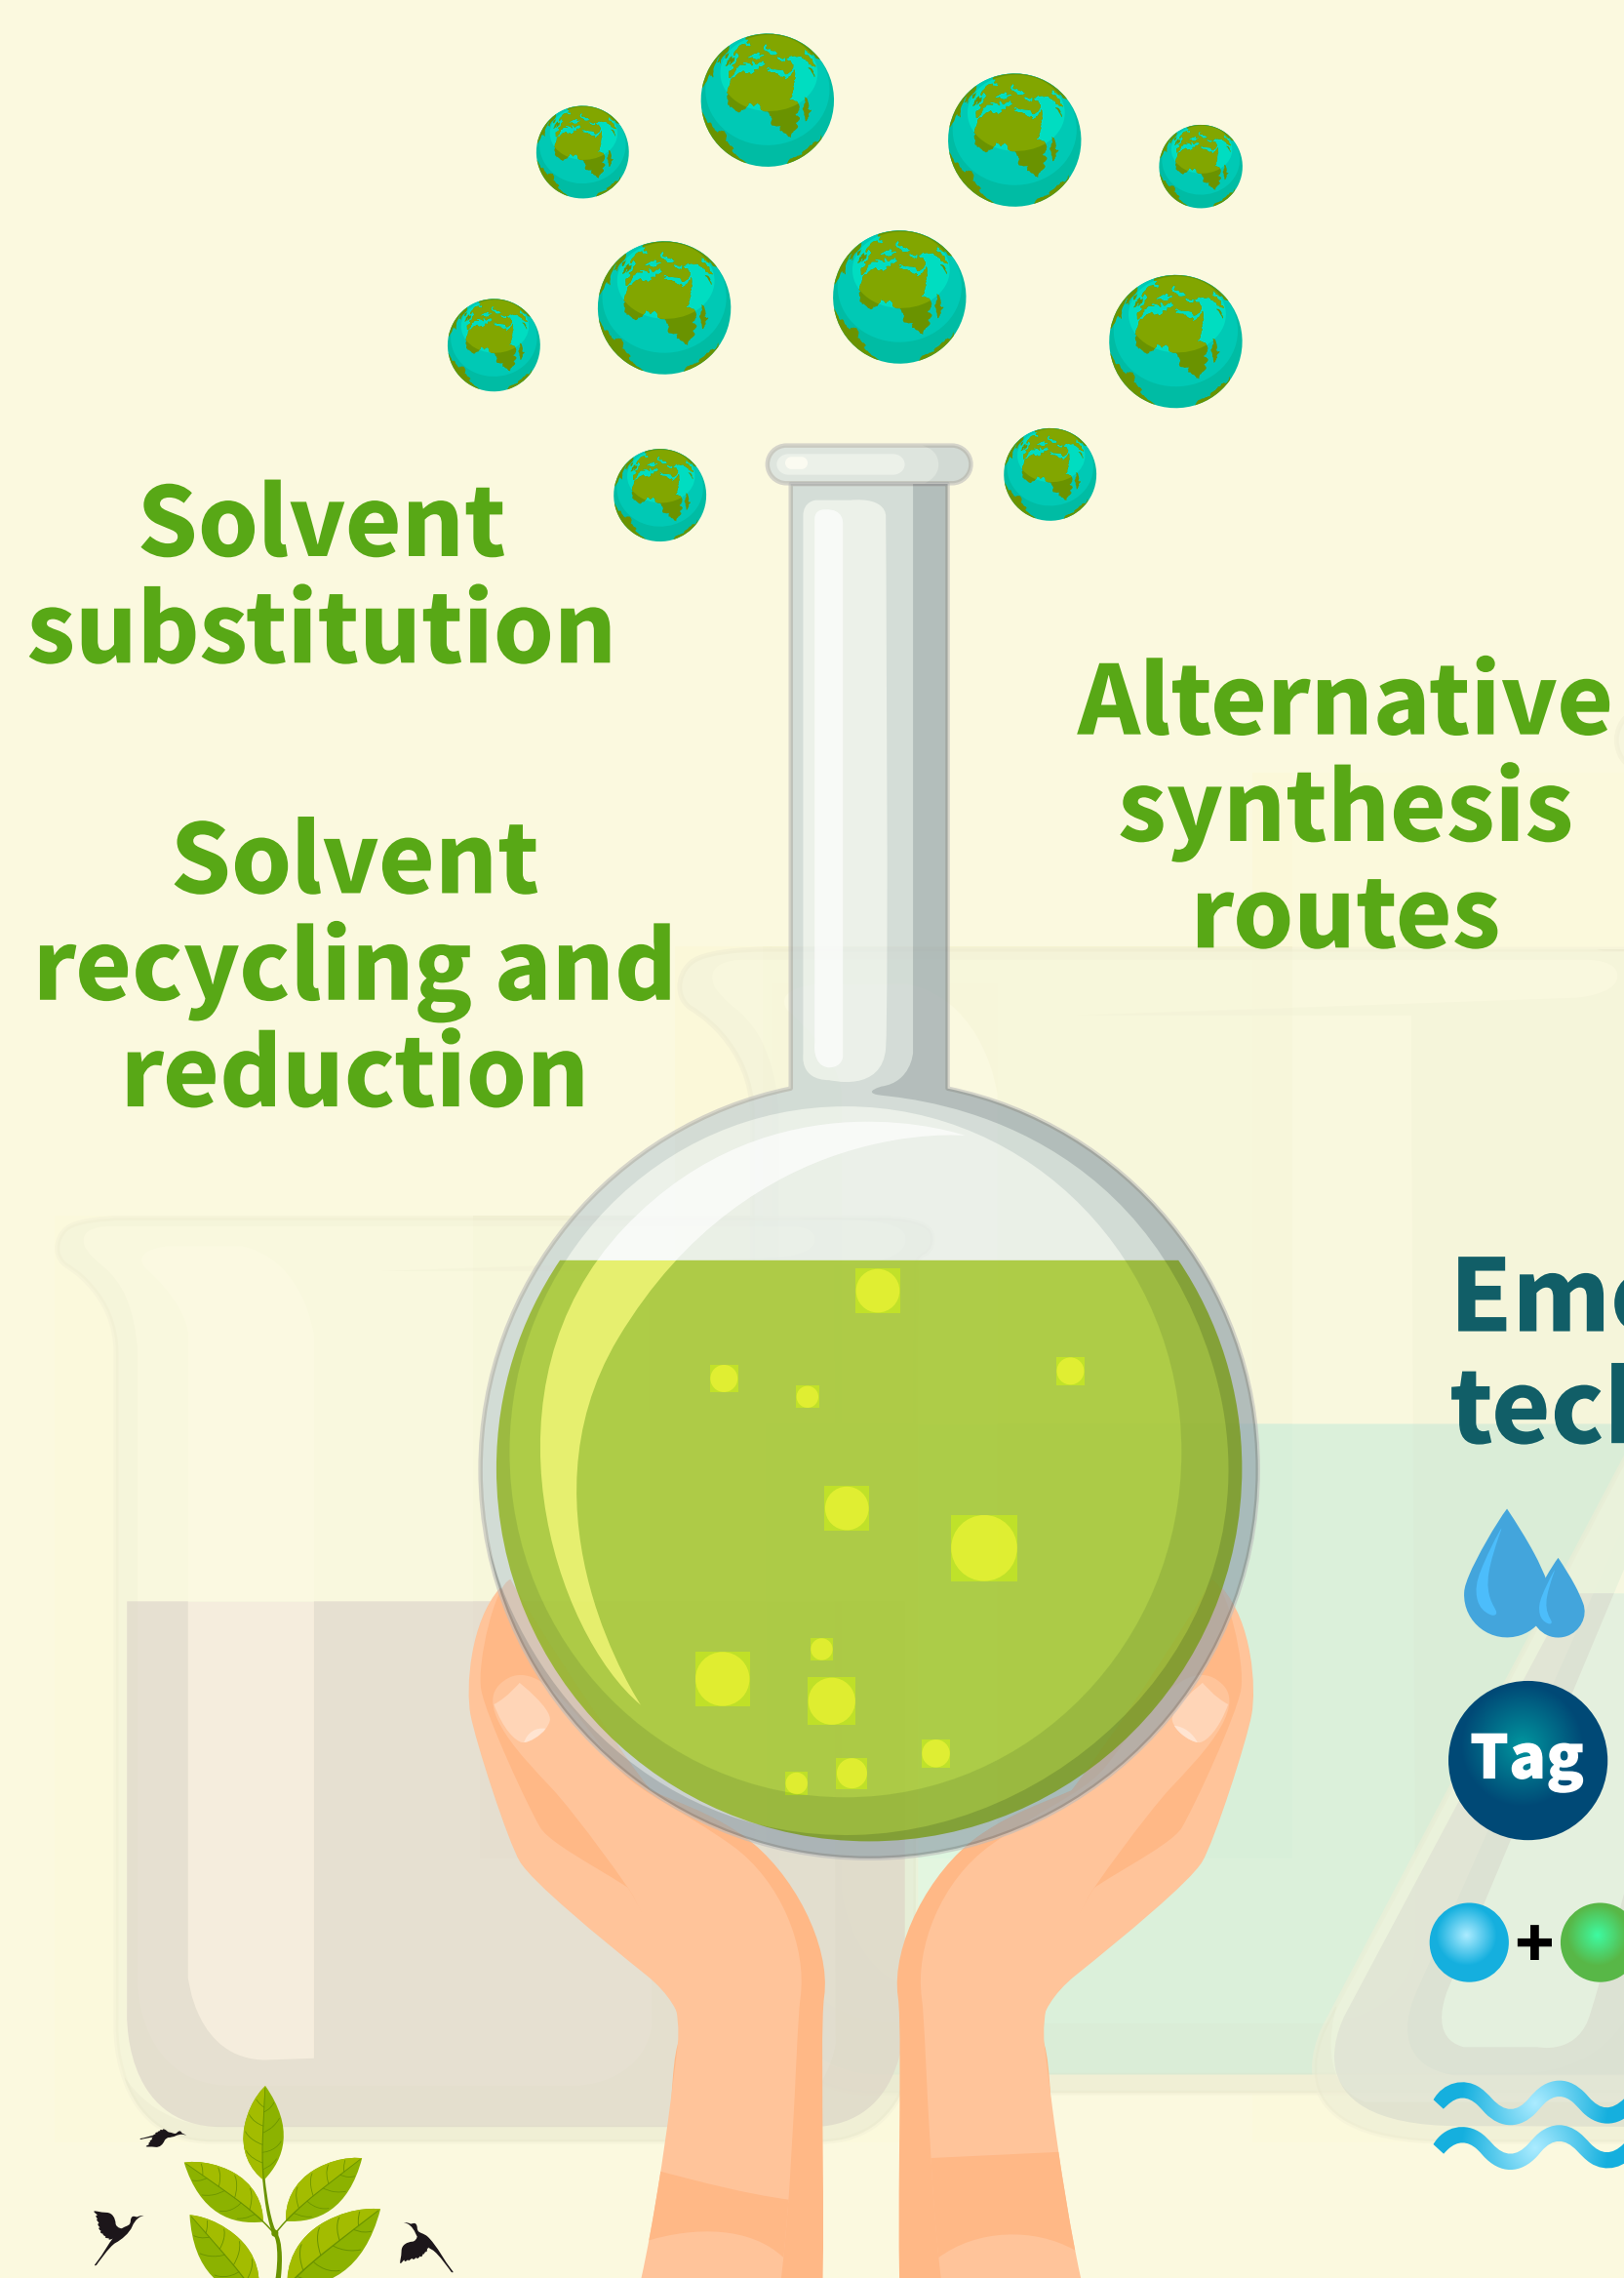 Solvent
substitution
Solvent
recycling and
reduction
Alternative
synthesis
routes
Tag
+